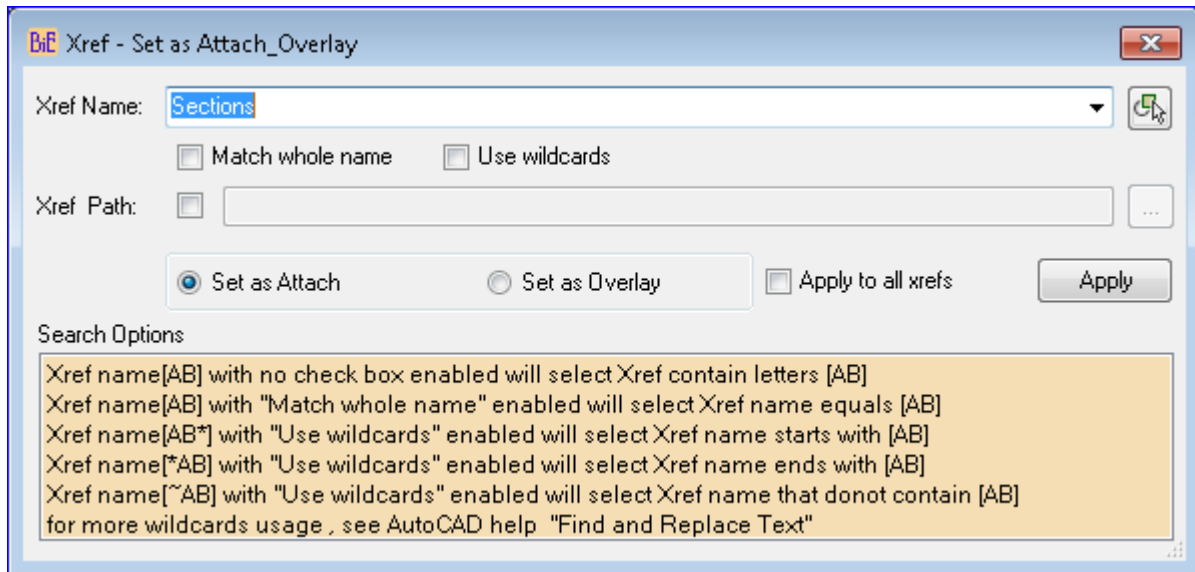 BiE Xref - Set as Attach_Overlay
Xref Name: Sections
Match whole name Use wildcards
Xref Path: ...
Set as Attach Set as Overlay Apply to all xrefs Apply
Search Options
Xref name[AB] with no check box enabled will select Xref contain letters [AB]
Xref name[AB] with "Match whole name" enabled will select Xref name equals [AB]
Xref name[AB*] with "Use wildcards" enabled will select Xref name starts with [AB]
Xref name[*AB] with "Use wildcards" enabled will select Xref name ends with [AB]
Xref name[~AB] with "Use wildcards" enabled will select Xref name that donot contain [AB]
for more wildcards usage , see AutoCAD help  "Find and Replace Text"